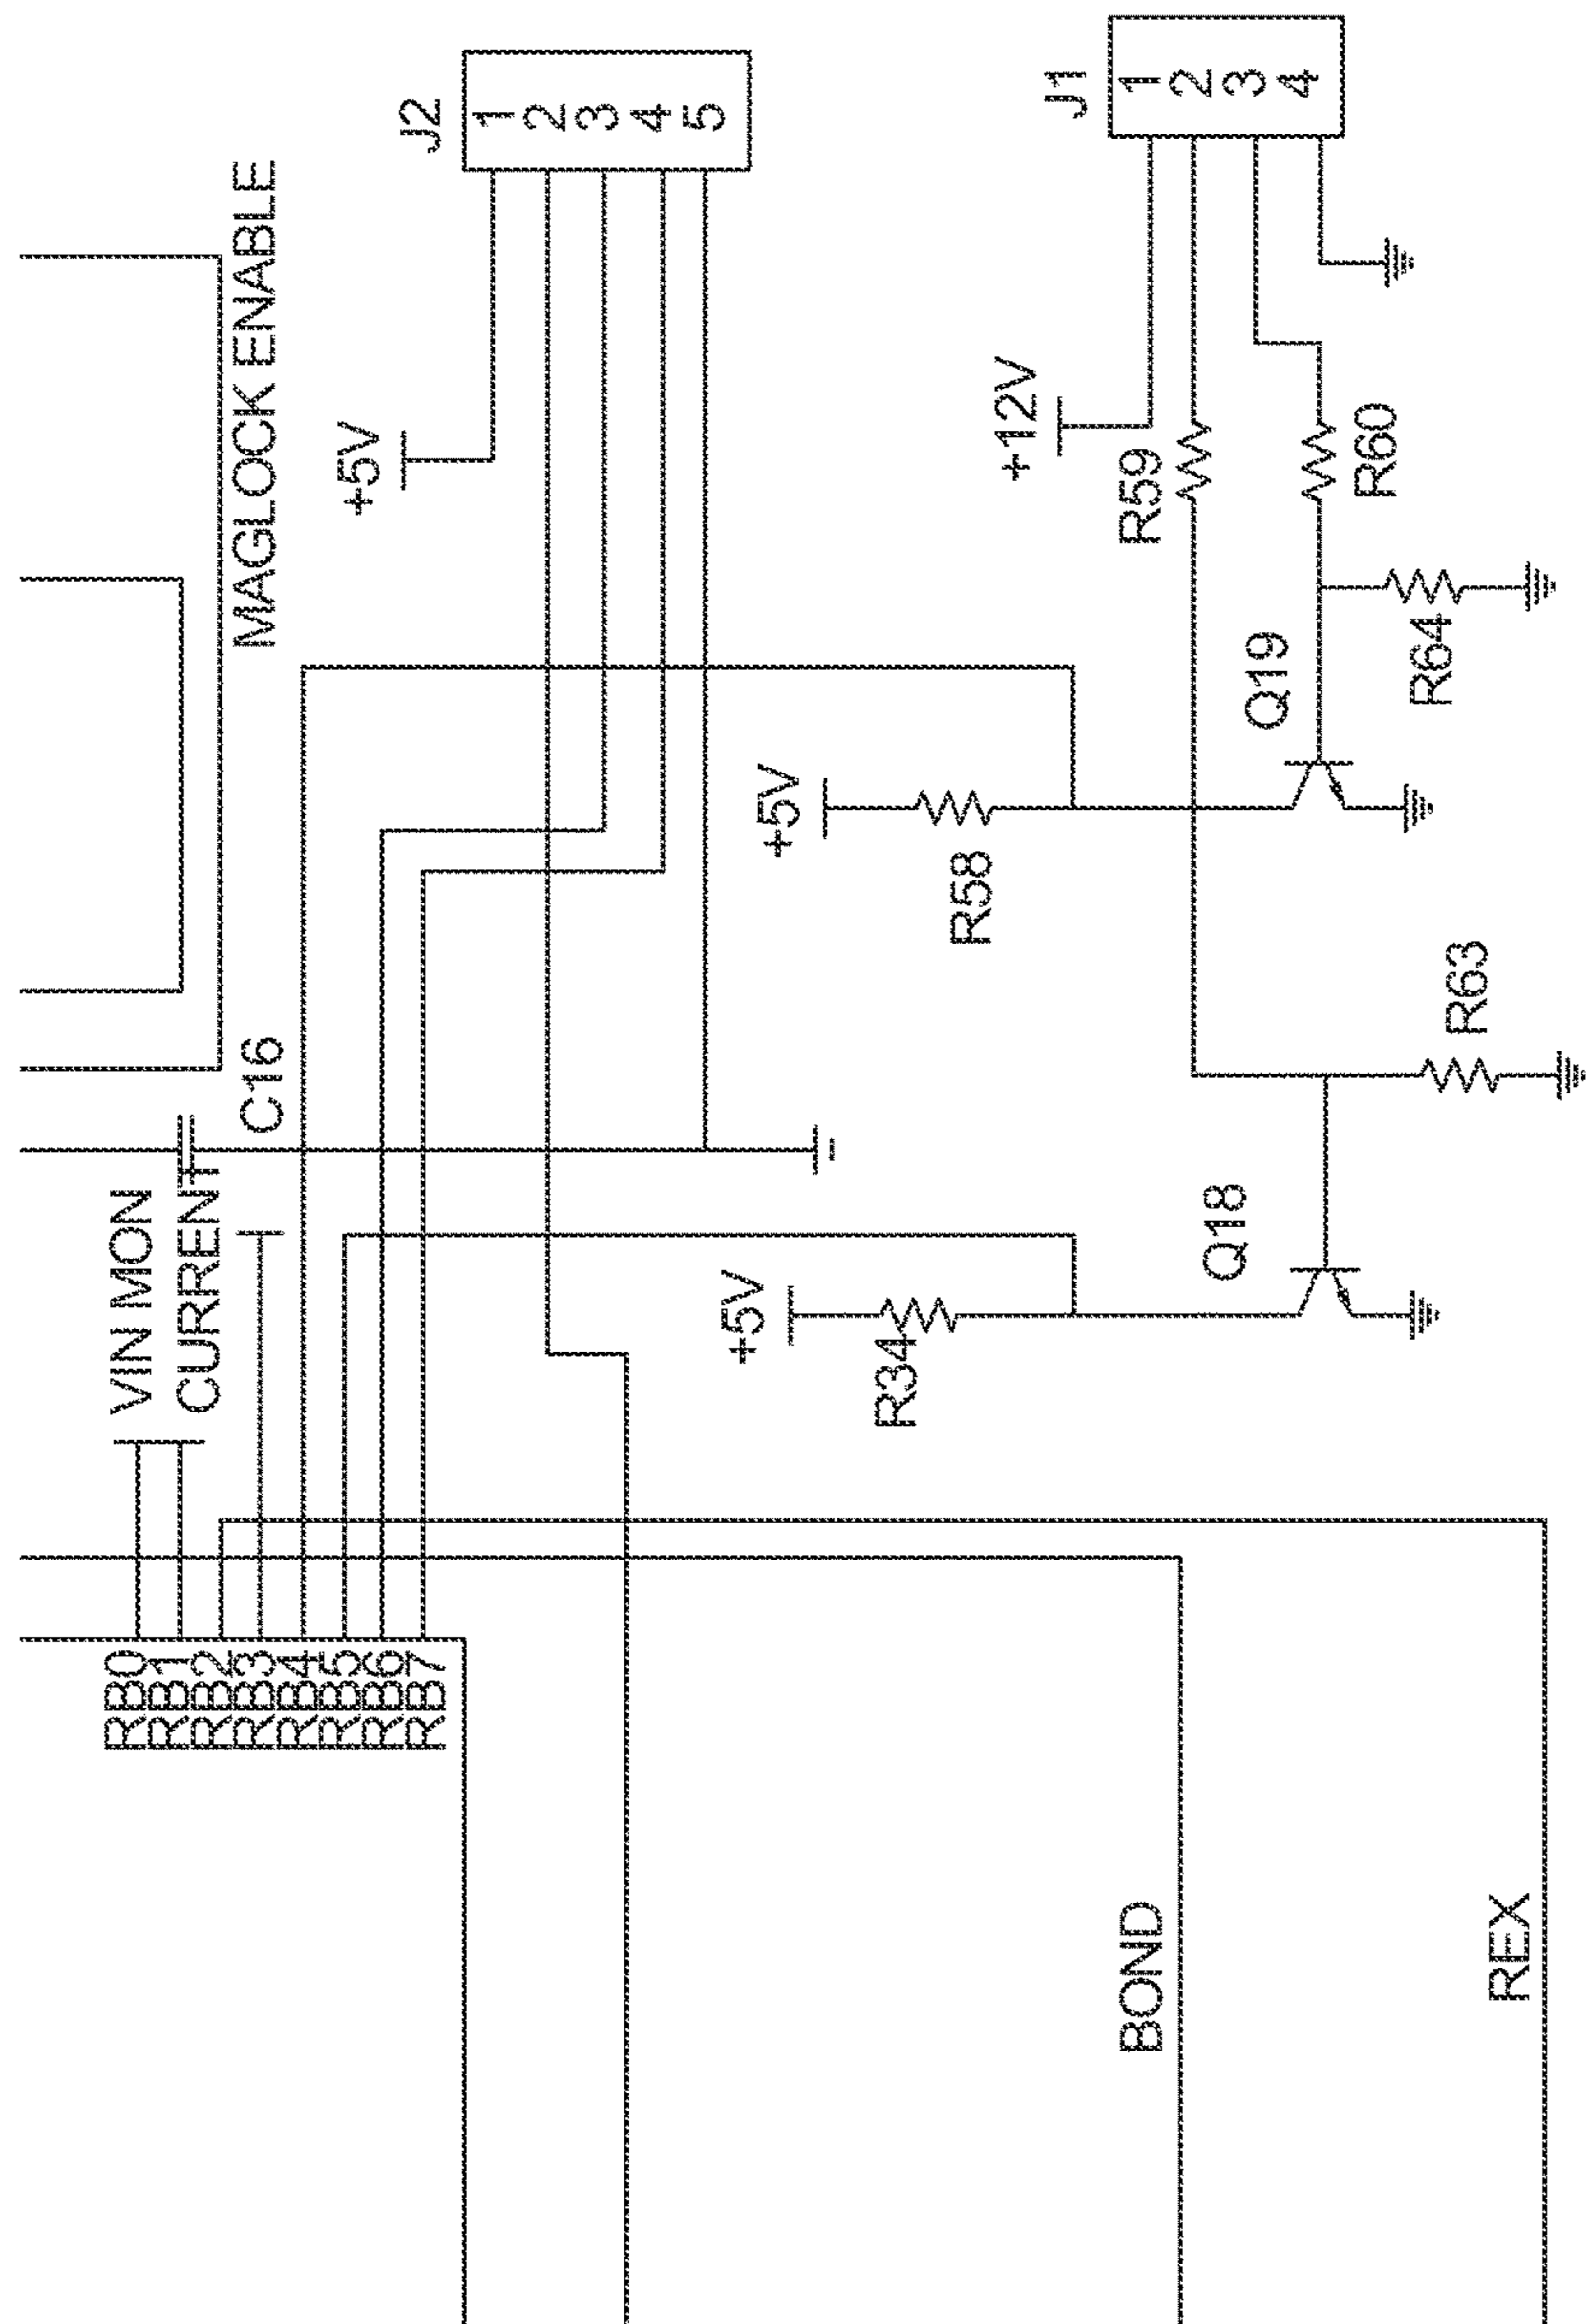 MAGLOCK ENABLE
J2
1
2
3
4
5
J1
1
2
3
4
+5V
+12V
R59
R60
R64
Q19
+5V
R58
R63
C16
VIN MON
CURRENT
Q18
+5V
R34
RB0
RB1
RB2
RB3
RB4
RB5
RB6
RB7
BOND
REX